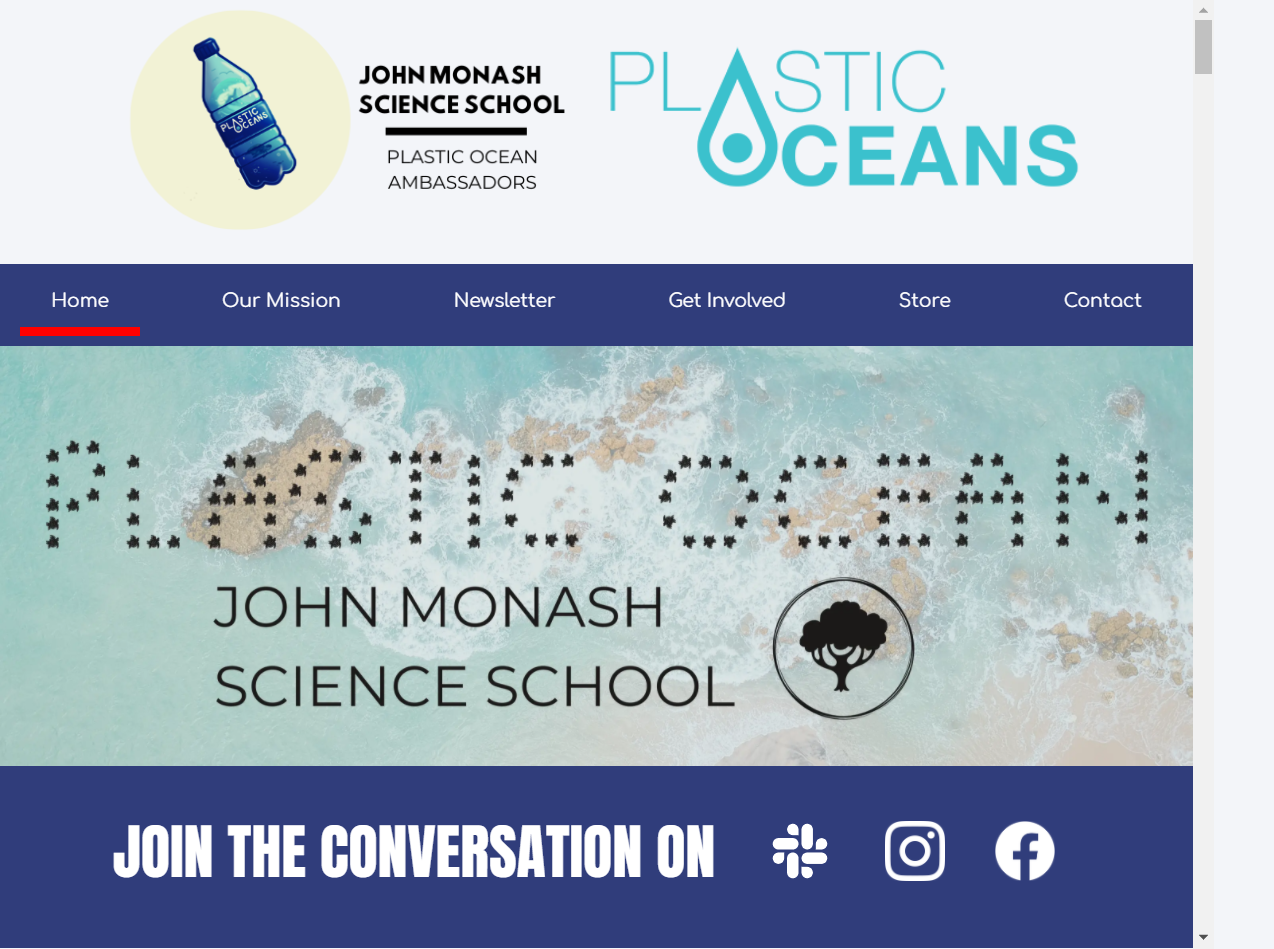 PLASTIC
OCEANS
JOHN MONASH
SCIENCE SCHOOL
PLASTIC OCEAN
AMBASSADORS
PLASTIC
OCEANS
Home Our Mission Newsletter Get Involved Store Contact
PLASTIC OCEAN
JOHN MONASH
SCIENCE SCHOOL
JOIN THE CONVERSATION ON